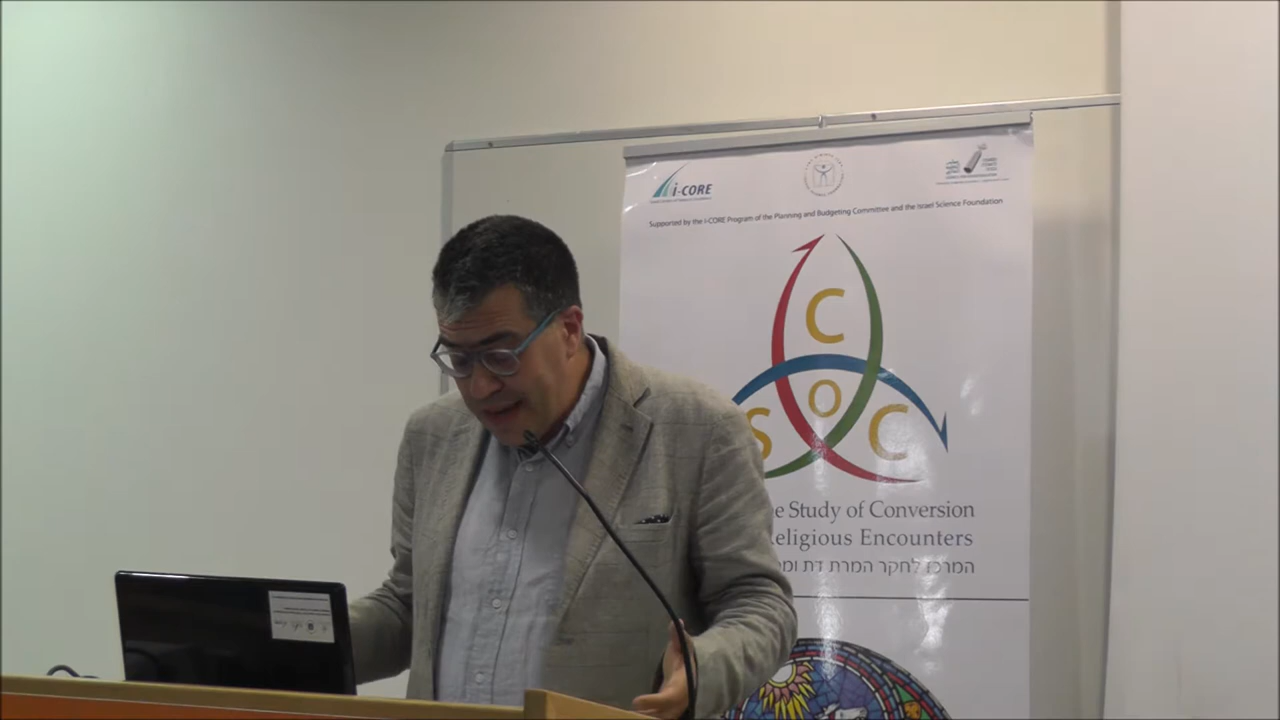 i-CORE
Supported by the I-CORE Program of the Planning and Budgeting Committee and the Israel Science Foundation
C
S O C
e Study of Conversion
eligious Encounters
המרכז לחקר המרת דת ומ